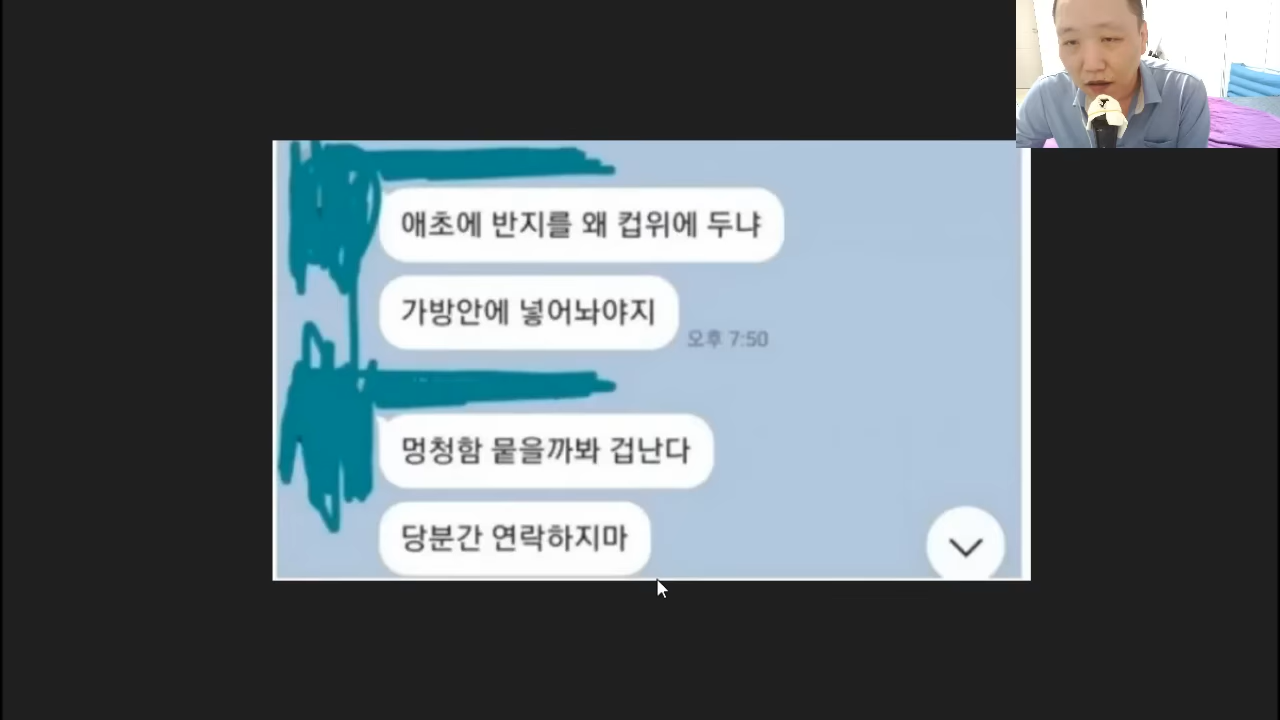 애초에 반지를 왜 컵위에 두냐
가방안에 넣어놔야지
오후 7:50
멍청함 뭍을까봐 겁난다
당분간 연락하지마